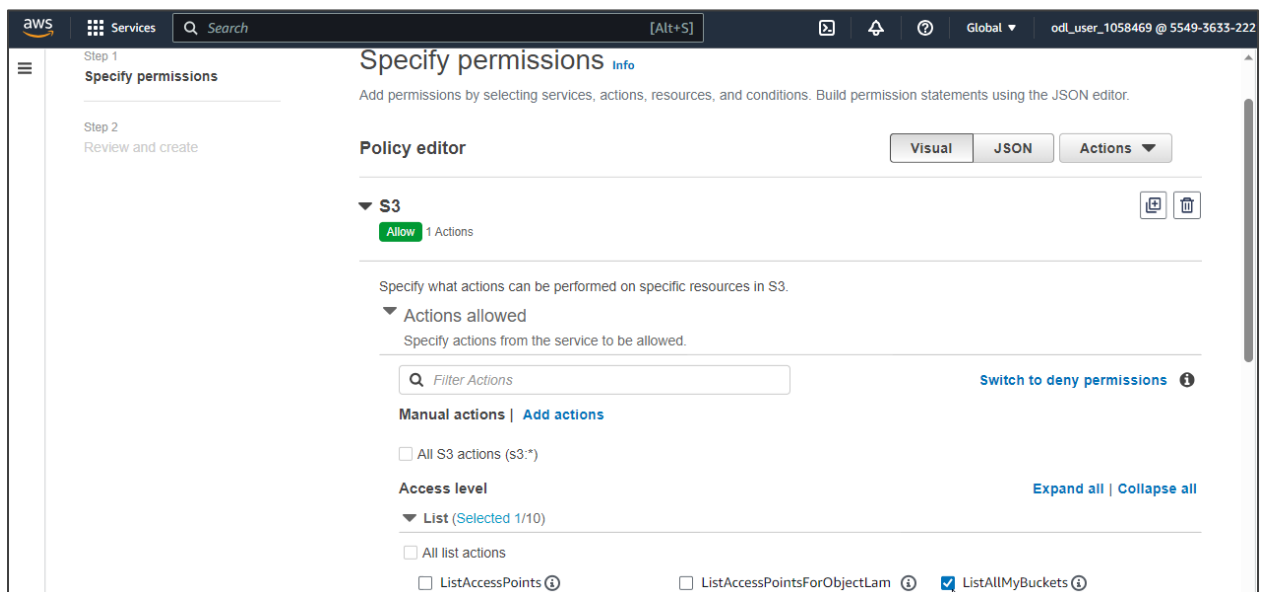 aws Services Search [Alt+S] Global odl_user_1058469 @ 5549-3633-222
Step 1
Specify permissions
Step 2
Review and create
Specify permissions Info
Add permissions by selecting services, actions, resources, and conditions. Build permission statements using the JSON editor.
Policy editor Visual JSON Actions
S3
Allow 1 Actions
Specify what actions can be performed on specific resources in S3.
Actions allowed
Specify actions from the service to be allowed.
Filter Actions Switch to deny permissions
Manual actions | Add actions
All S3 actions (s3:*)
Access level Expand all | Collapse all
List (Selected 1/10)
All list actions
ListAccessPoints ListAccessPointsForObjectLam ListAllMyBuckets